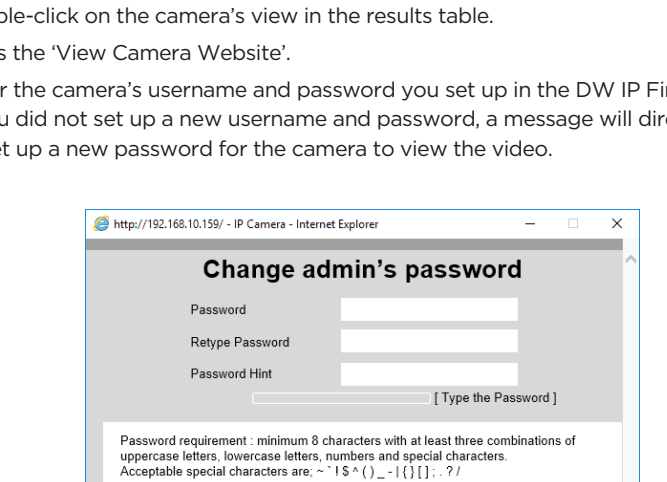 ble-click on the camera’s view in the results table.
s the ‘View Camera Website’.
r the camera’s username and password you set up in the DW IP Fi
u did not set up a new username and password, a message will dir
et up a new password for the camera to view the video.
http://192.168.10.159/ - IP Camera - Internet Explorer
Change admin’s password
Password
Retype Password
Password Hint
[ Type the Password ]
Password requirement : minimum 8 characters with at least three combinations of
uppercase letters, lowercase letters, numbers and special characters.
Acceptable special characters are; ~ ` ! $ ^ ( ) _ - | { } [ ] ; . ? /